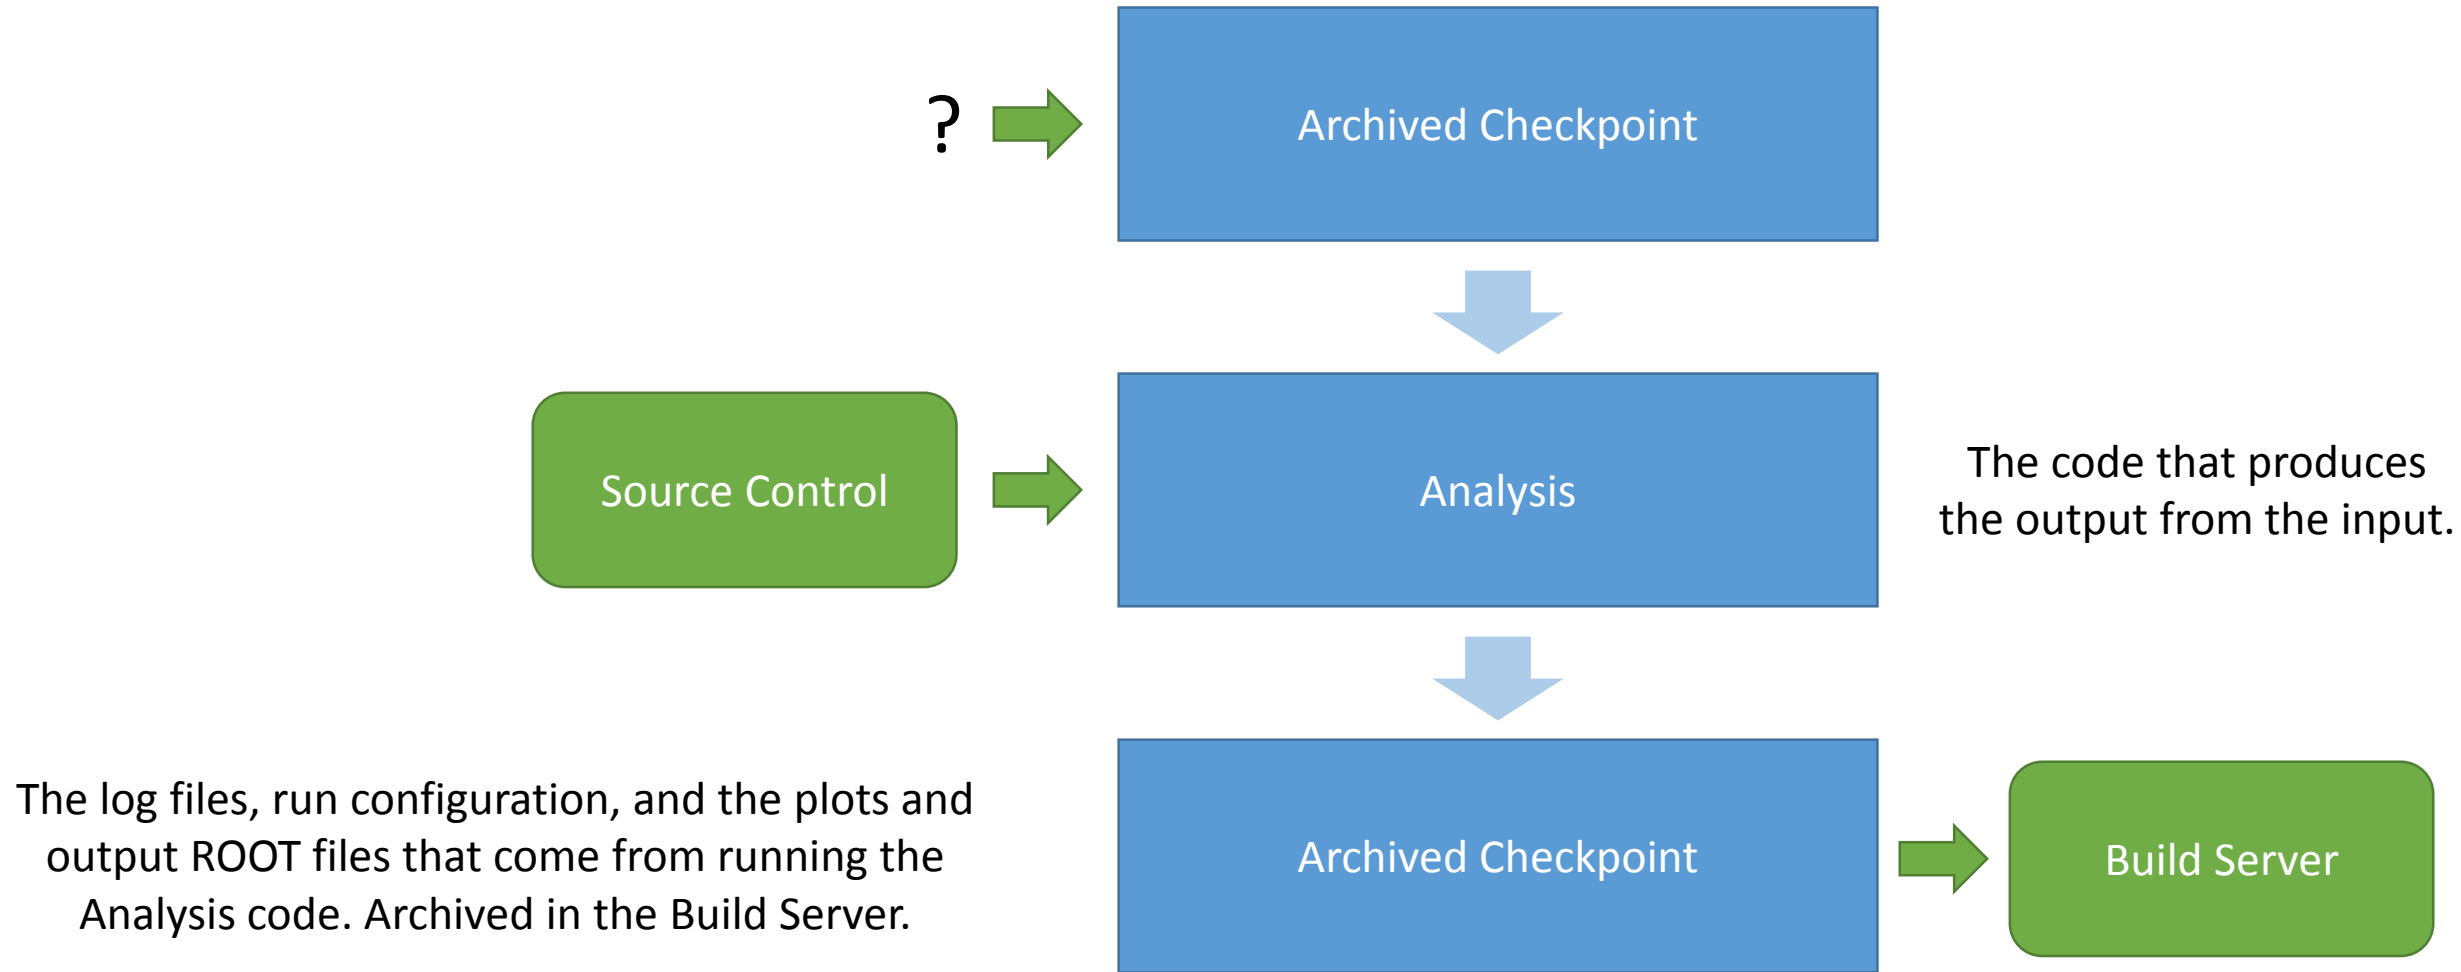 ?
Archived Checkpoint
Source Control
Analysis
The code that produces
the output from the input.
The log files, run configuration, and the plots and
output ROOT files that come from running the
Analysis code. Archived in the Build Server.
Archived Checkpoint
Build Server